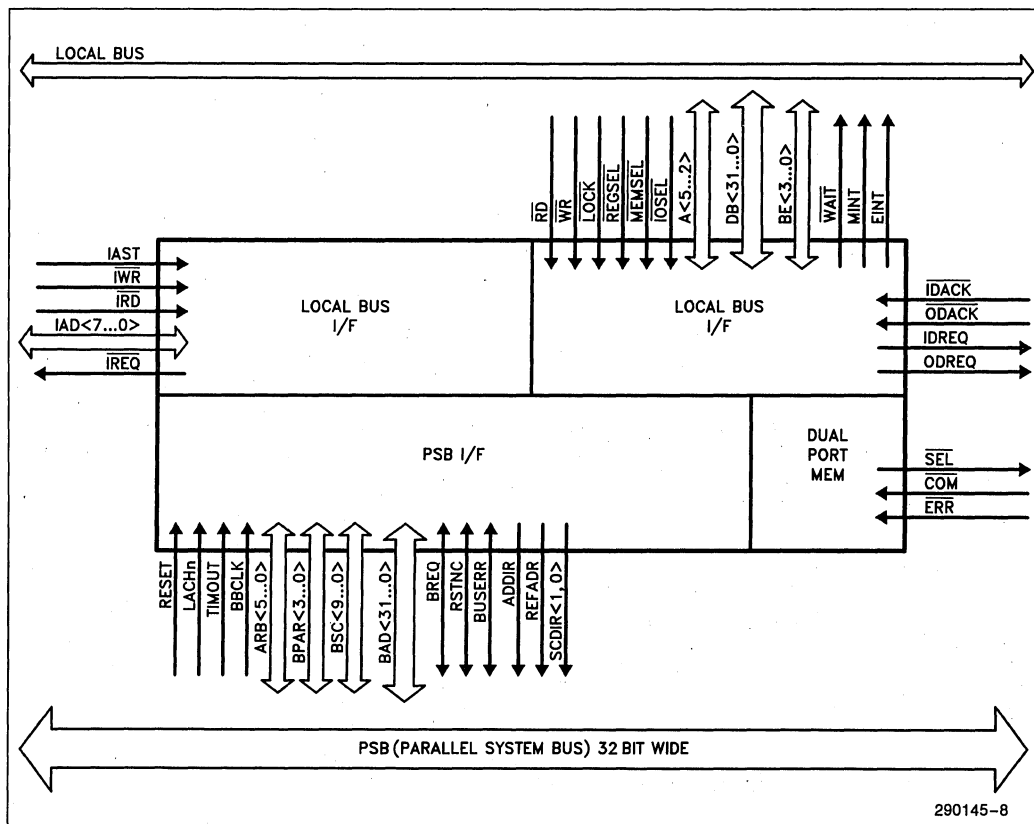 LOCAL BUS
RD
WR
LOCK
REGSEL
MEMSEL
IOSEL
A<5...2>
DB<31...0>
BE<3...0>
WAIT
MINT
EINT
IAST
IWR
IRD
IAD<7...0>
IREQ
LOCAL BUS
I/F
LOCAL BUS
I/F
IDACK
ODACK
IDREQ
ODREQ
PSB I/F
DUAL
PORT
MEM
SEL
COM
ERR
RESET
LACHn
TIMOUT
BBCLK
ARB<5...0>
BPAR<3...0>
BSC<9...0>
BAD<31...0>
BREQ
RSTNC
BUSERR
ADDIR
REFADR
SCDIR<1,0>
PSB (PARALLEL SYSTEM BUS) 32 BIT WIDE
290145-8